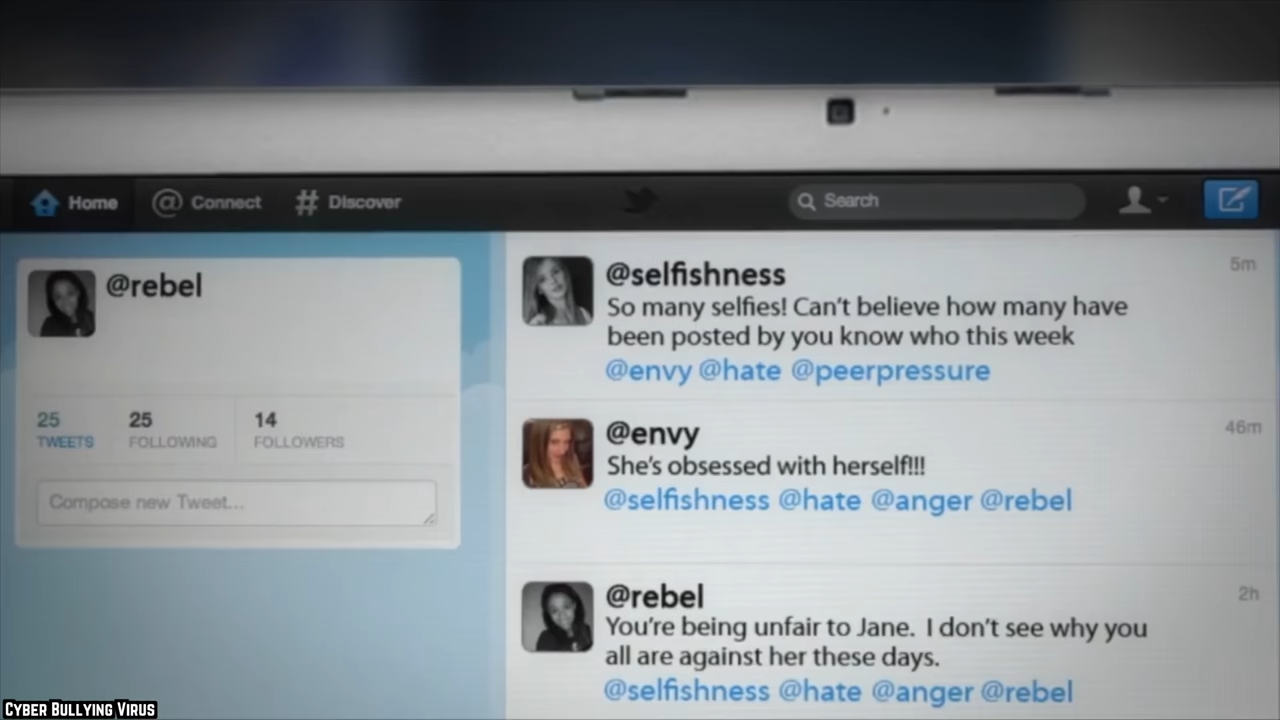 Home @ Connect # Discover Search
@rebel
25 25 14
TWEETS FOLLOWING FOLLOWERS
Compose new Tweet...
@selfishness 5m
So many selfies! Can't believe how many have
been posted by you know who this week
@envy @hate @peerpressure
@envy 46m
She's obsessed with herself!!!
@selfishness @hate @anger @rebel
@rebel 2h
You're being unfair to Jane. I don't see why you
all are against her these days.
@selfishness @hate @anger @rebel
Cyber Bullying Virus